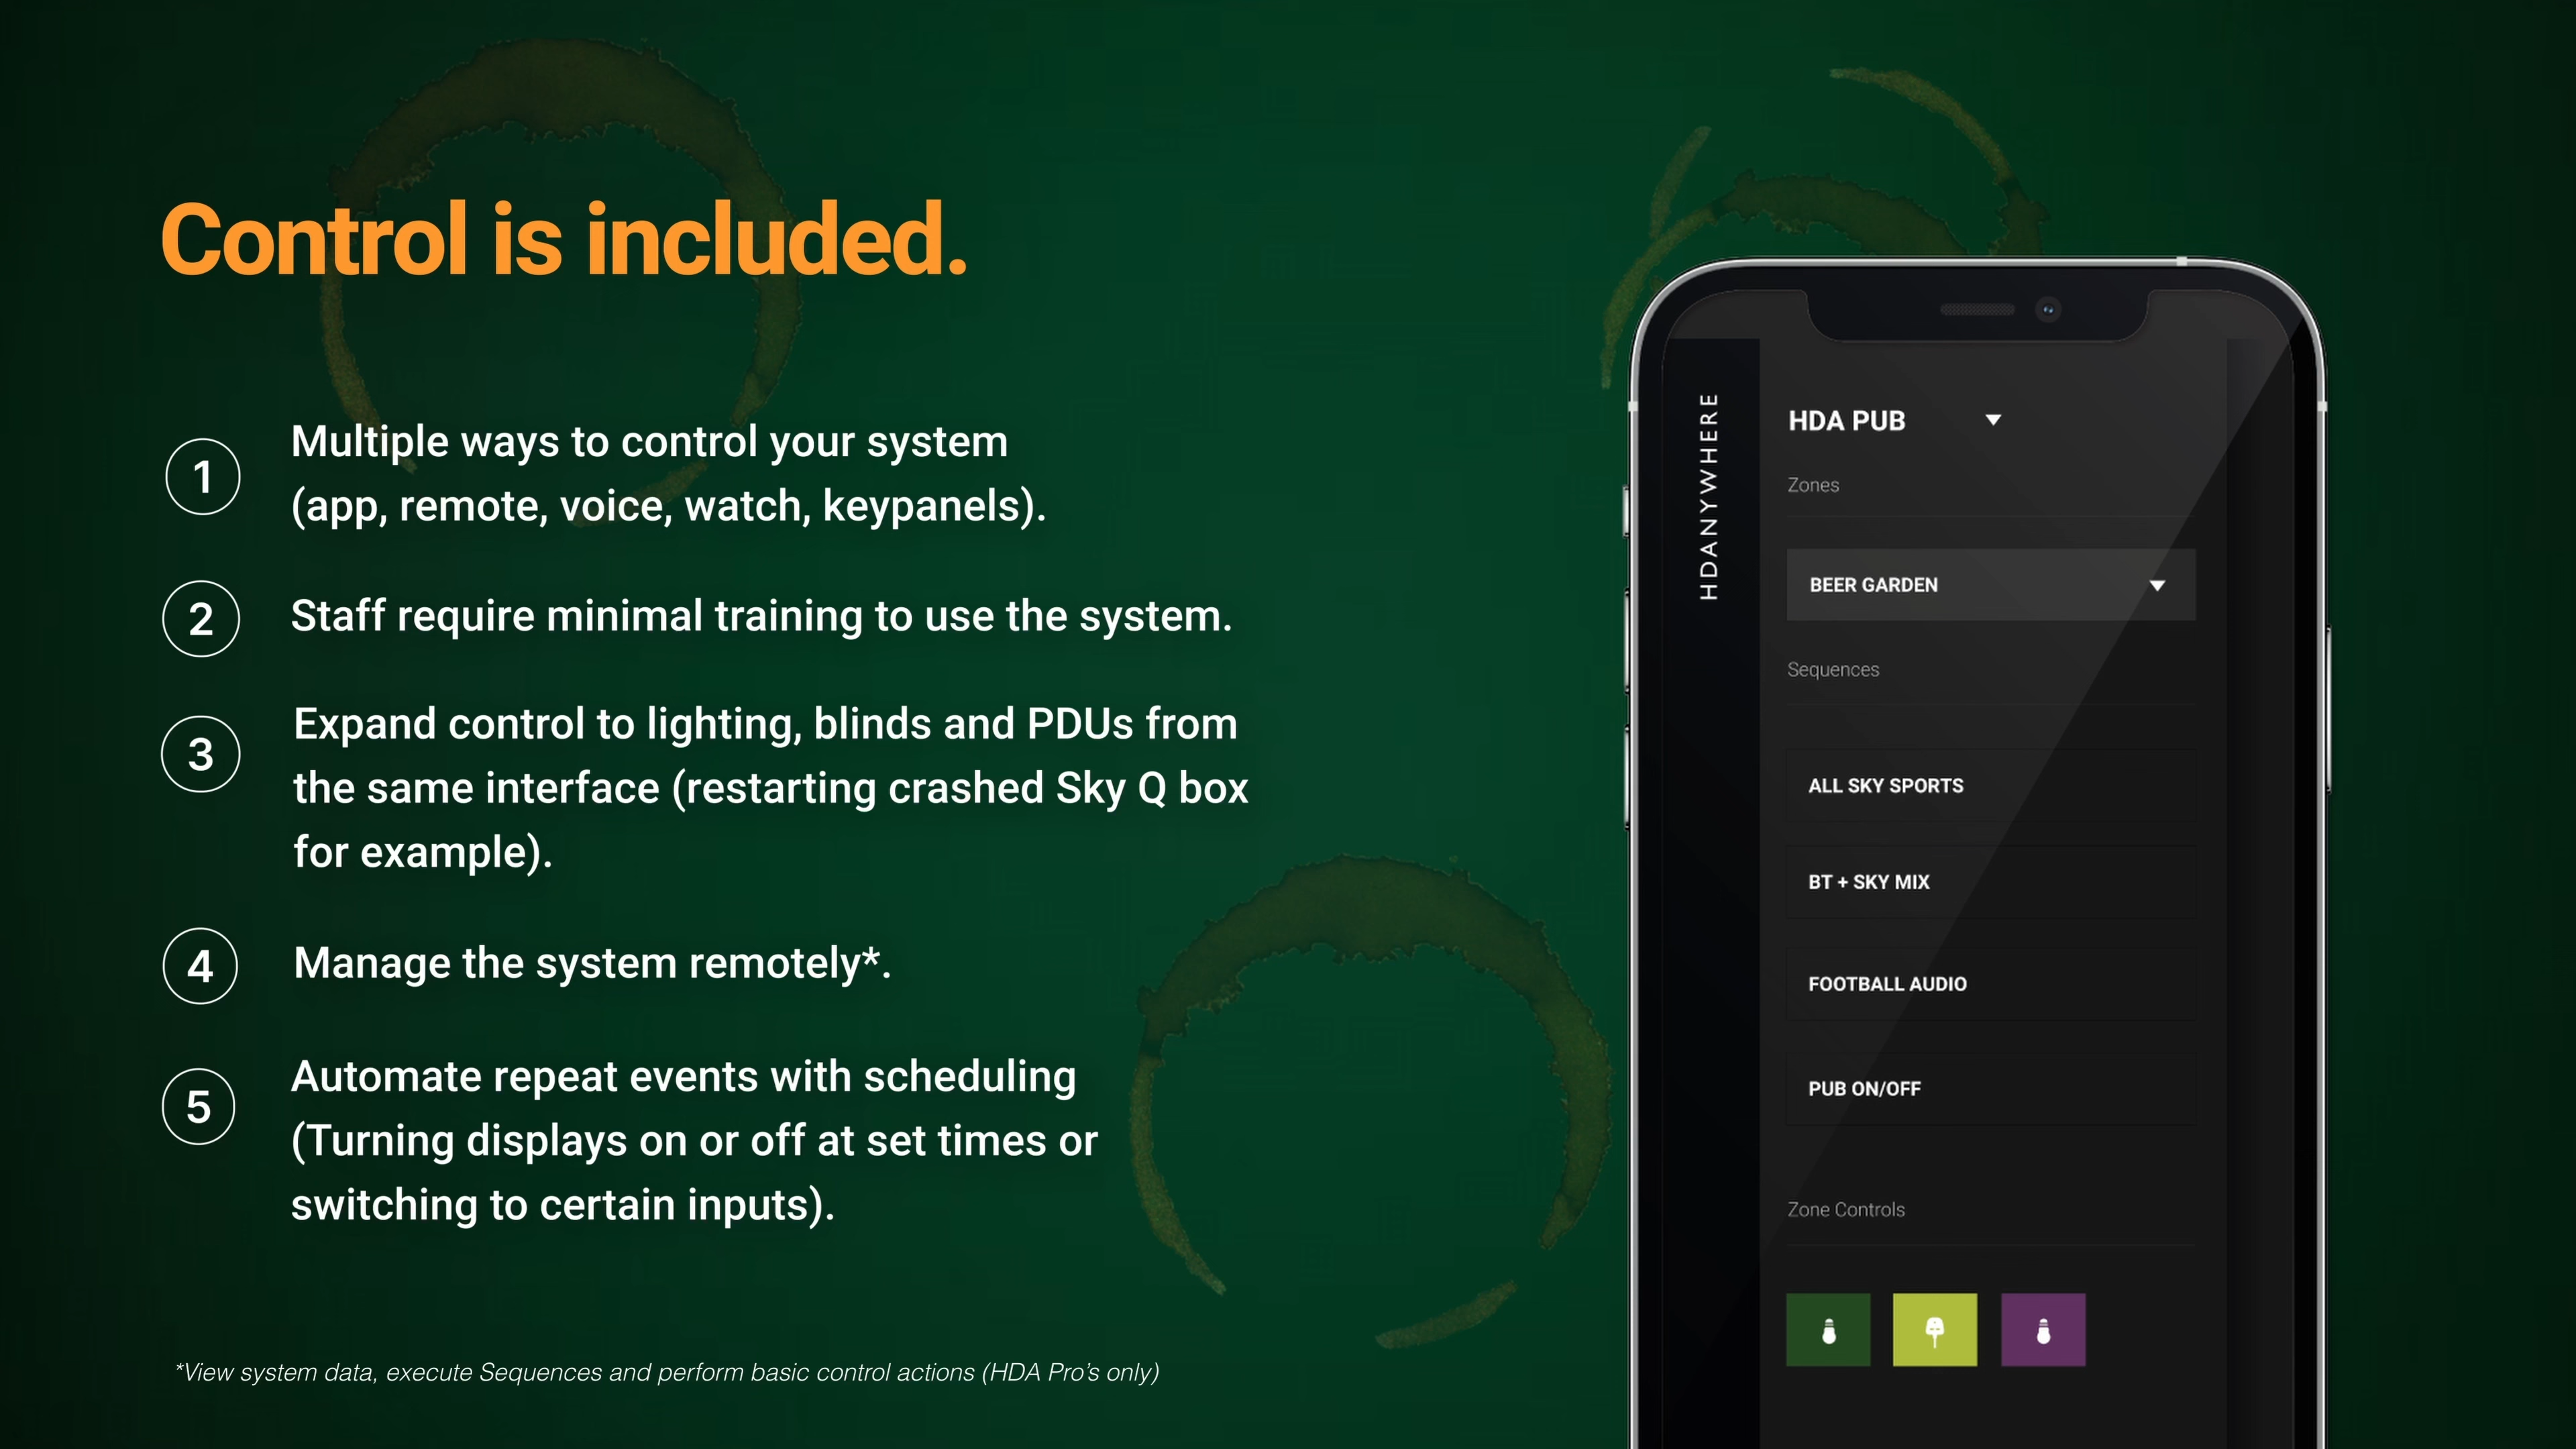 Control is included.
1
Multiple ways to control your system
(app, remote, voice, watch, keypanels).
2
Staff require minimal training to use the system.
3
Expand control to lighting, blinds and PDUs from
the same interface (restarting crashed Sky Q box
for example).
4
Manage the system remotely*.
5
Automate repeat events with scheduling
(Turning displays on or off at set times or
switching to certain inputs).
*View system data, execute Sequences and perform basic control actions (HDA Pro's only)
HDANYWHERE
HDA PUB
Zones
BEER GARDEN
Sequences
ALL SKY SPORTS
BT + SKY MIX
FOOTBALL AUDIO
PUB ON/OFF
Zone Controls